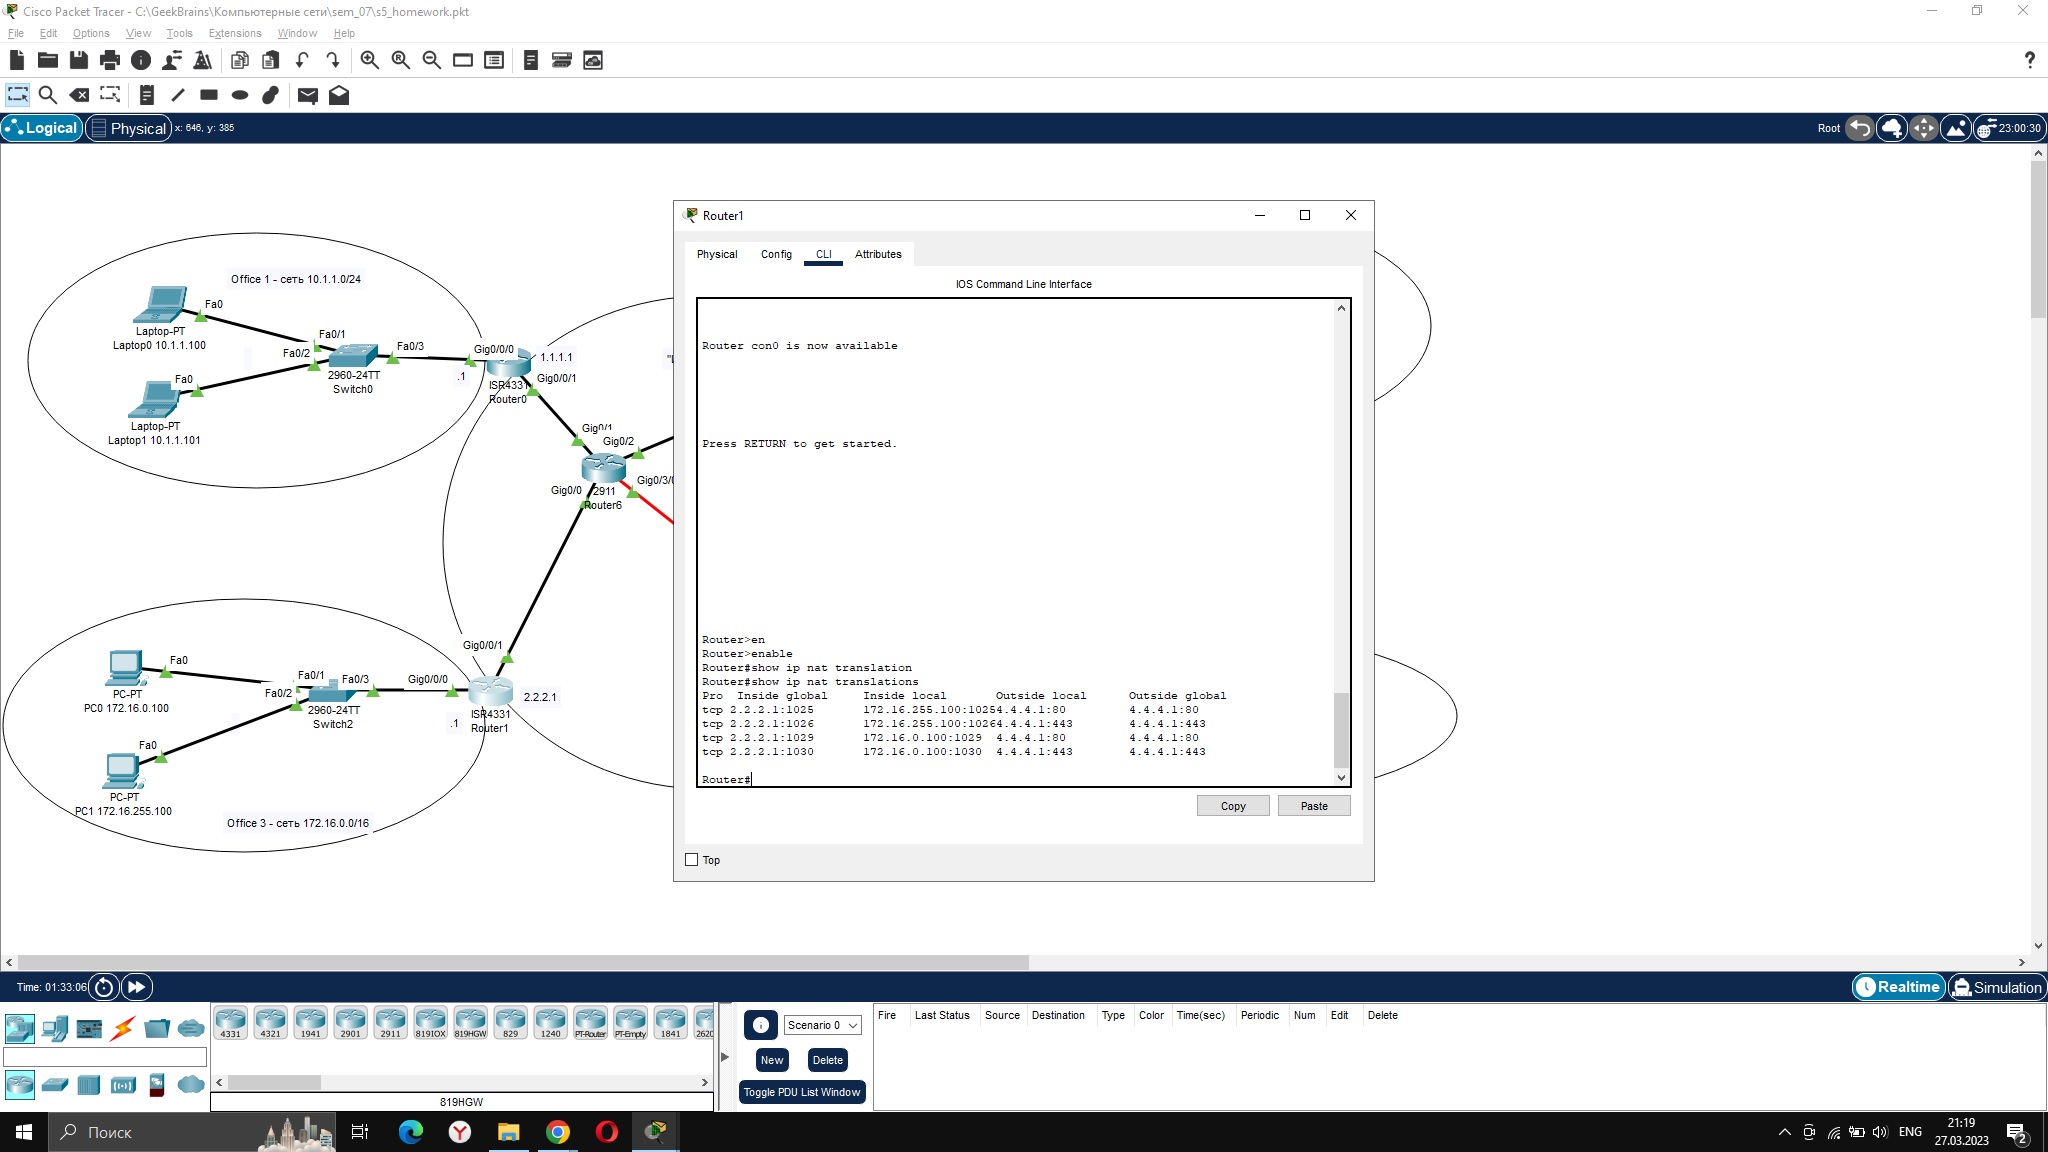 Cisco Packet Tracer - C:\GeekBrains\Компьютерные сети\sem_07\s5_homework.pkt
File Edit Options View Tools Extensions Window Help
Logical Physical x: 646, y: 385 Root 23:00:30
Office 1 - сеть 10.1.1.0/24
Fa0
Laptop-PT
Laptop0 10.1.1.100
Fa0/1
Fa0/2
Fa0/3
2960-24TT
Switch0
Fa0
Laptop-PT
Laptop1 10.1.1.101
Gig0/0/0
.1
1.1.1.1
ISR4331
Router0
Gig0/0/1
Gig0/1
Gig0/2
Gig0/0
2911
Router6
Gig0/0/1
Fa0
PC-PT
PC0 172.16.0.100
Fa0/1
Fa0/2
Fa0/3
2960-24TT
Switch2
Gig0/0/0
.1
2.2.2.1
ISR4331
Router1
Fa0
PC-PT
PC1 172.16.255.100
Office 3 - сеть 172.16.0.0/16
Router1
Physical Config CLI Attributes
IOS Command Line Interface
Router con0 is now available
Press RETURN to get started.
Router>en
Router>enable
Router#show ip nat translation
Router#show ip nat translations
Pro Inside global Inside local Outside local Outside global
tcp 2.2.2.1:1025 172.16.255.100:10254.4.4.1:80 4.4.4.1:80
tcp 2.2.2.1:1026 172.16.255.100:10264.4.4.1:443 4.4.4.1:443
tcp 2.2.2.1:1029 172.16.0.100:1029 4.4.4.1:80 4.4.4.1:80
tcp 2.2.2.1:1030 172.16.0.100:1030 4.4.4.1:443 4.4.4.1:443
Router#
Copy Paste
Top
Time: 01:33:06 Realtime Simulation
4331 4321 1941 2901 2911 819IOX 819HGW 829 1240 PT-Router PT-Empty 1841
819HGW
Scenario 0
New Delete
Toggle PDU List Window
Fire Last Status Source Destination Type Color Time(sec) Periodic Num Edit Delete
Поиск
ENG
21:19
27.03.2023
2